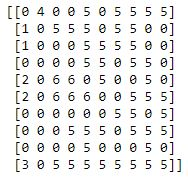 [[0 4 0 0 5 0 5 5 5 5]
[1 0 5 5 5 0 5 5 0 0]
[1 0 0 0 5 5 5 5 0 0]
[0 0 0 0 5 5 0 5 5 0]
[2 0 6 6 0 5 0 0 5 0]
[2 0 6 6 6 0 0 5 5 5]
[0 0 0 0 0 0 5 5 0 5]
[0 0 0 5 5 5 0 5 5 5]
[0 0 0 0 5 0 0 0 5 0]
[3 0 5 5 5 5 5 5 5 5]]